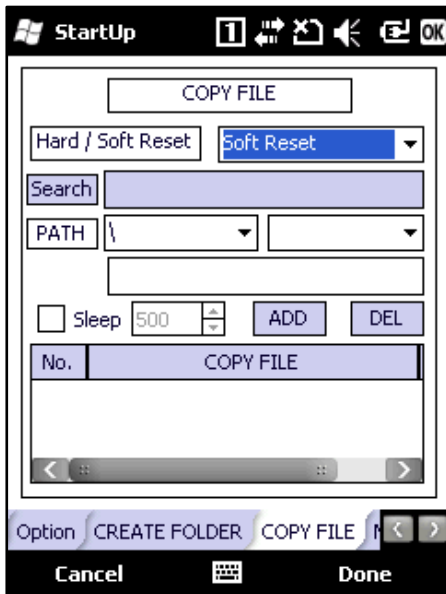 StartUp 1 OK
COPY FILE
Hard / Soft Reset Soft Reset
Search
PATH \
Sleep 500 ADD DEL
No. COPY FILE
Option CREATE FOLDER COPY FILE
Cancel Done